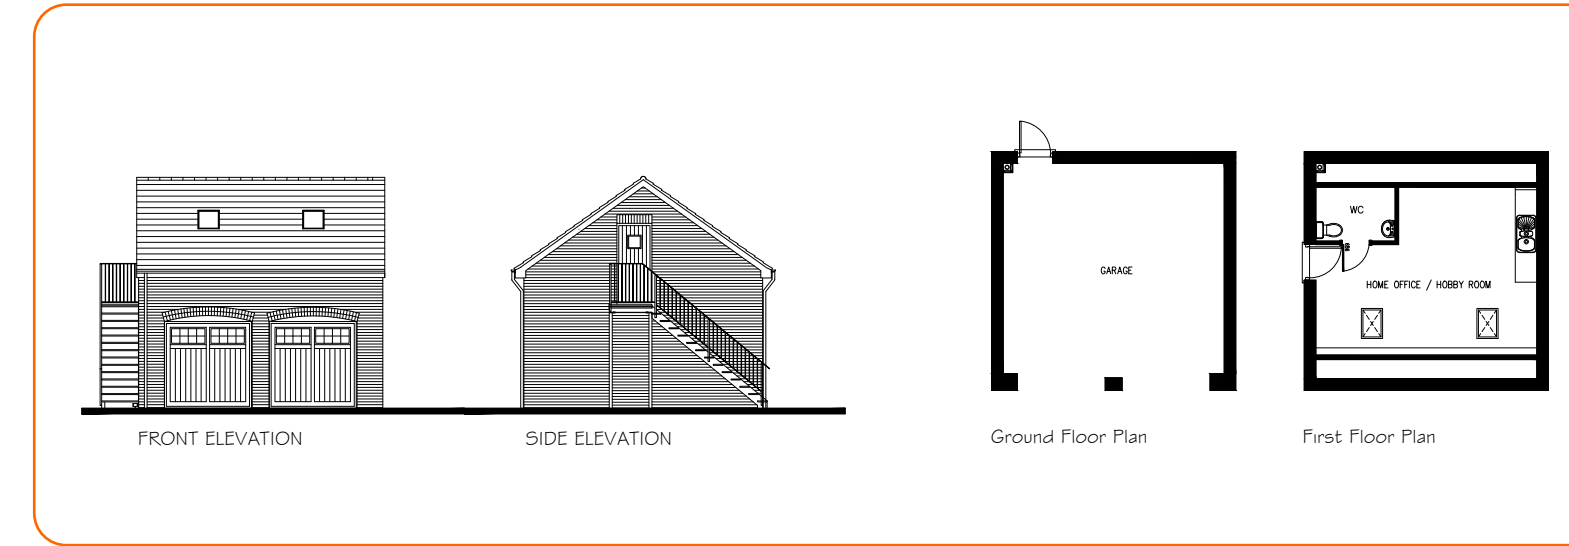 WC
GARAGE
HOME OFFICE / HOBBY ROOM
FRONT ELEVATION
SIDE ELEVATION
Ground Floor Plan
First Floor Plan